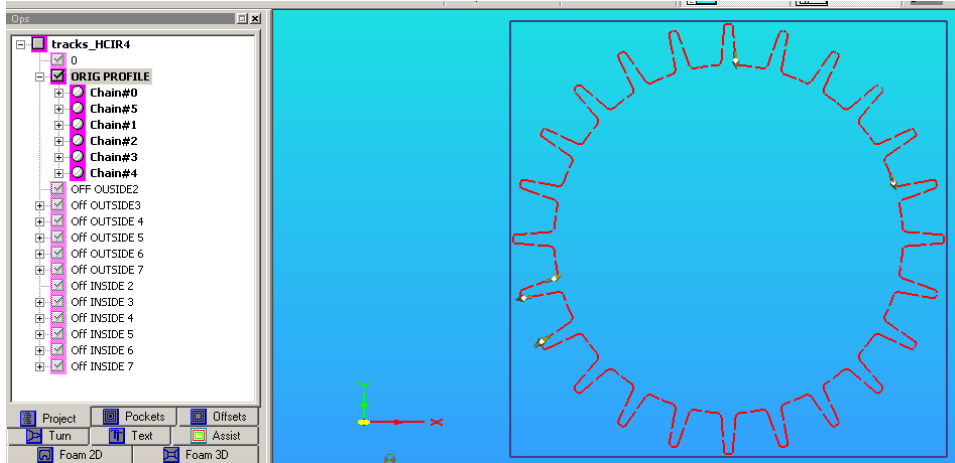 Ops
tracks_HCIR4
0
ORIG PROFILE
Chain#0
Chain#5
Chain#1
Chain#2
Chain#3
Chain#4
OFF OUSIDE2
Off OUTSIDE3
Off OUTSIDE 4
Off OUTSIDE 5
Off OUTSIDE 6
Off OUTSIDE 7
Off INSIDE 2
Off INSIDE 3
Off INSIDE 4
Off INSIDE 5
Off INSIDE 6
Off INSIDE 7
Project Pockets Offsets
Turn Text Assist
Foam 2D Foam 3D
Y
X